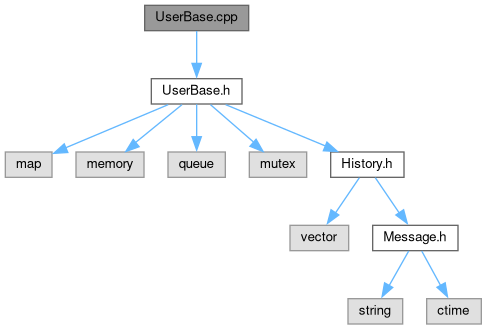 UserBase.cpp
UserBase.h
map
memory
queue
mutex
History.h
vector
Message.h
string
ctime